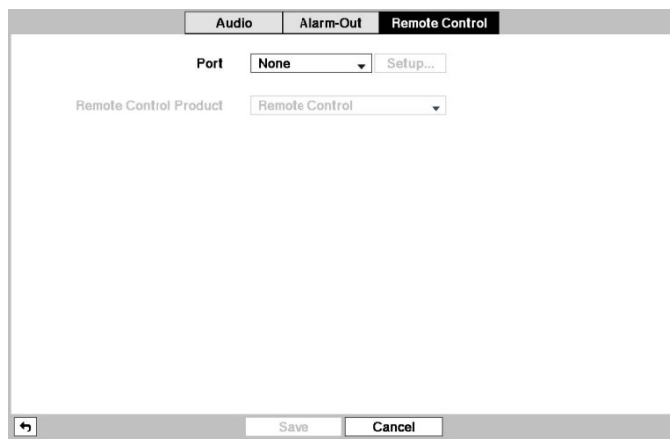 Audio Alarm-Out Remote Control
Port None Setup...
Remote Control Product Remote Control
Save Cancel